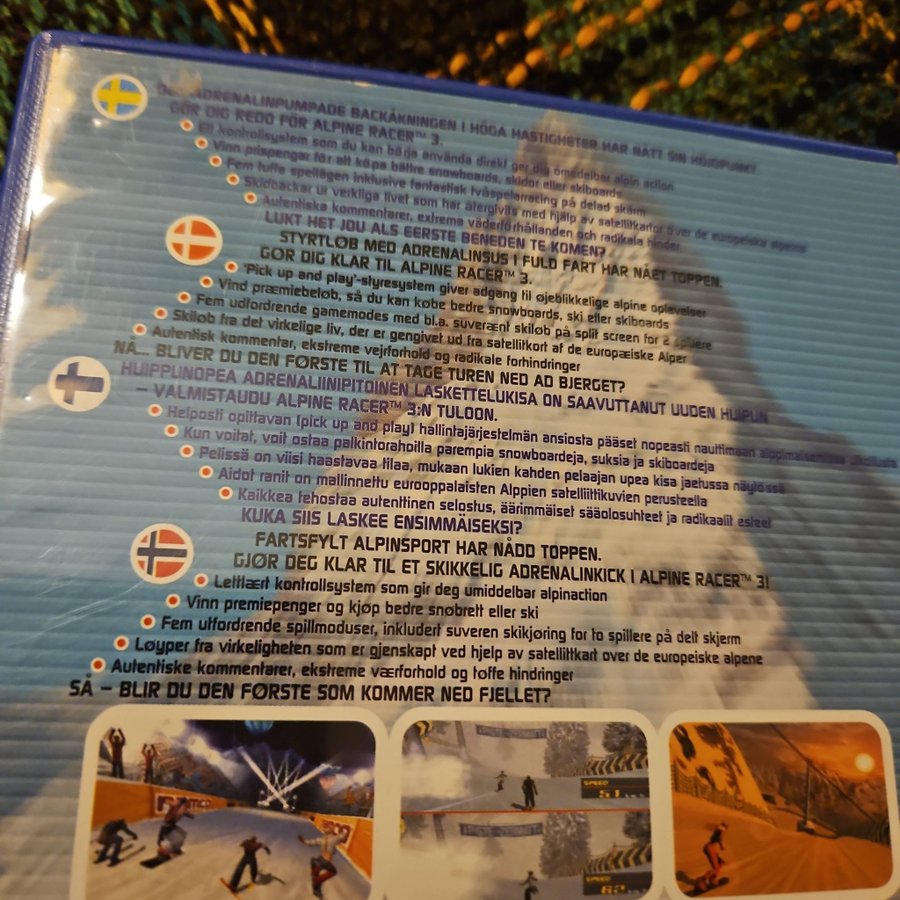 DEN ADRENALINPUMPADE BACKÅKNINGEN I HÖGA HASTIGHETER HAR NÅTT SIN HÖJDPUNKT
GÖR DIG REDO FÖR ALPINE RACER™ 3.
Ett kontrollsystem som du kan börja använda direkt ger dig omedelbar alpin action
Vinn prispengar för att köpa bättre snowboards, skidor eller skiboards
Fem tuffa spellägen inklusive fantastisk tvåspelarracing på delad skärm
Skidbackar ur verkliga livet som har återgivits med hjälp av satellitkartor över de europeiska alperna
Autentiska kommentarer, extrema väderförhållanden och radikala hinder
LUKT HET JOU ALS EERSTE BENEDEN TE KOMEN?
STYRTLØB MED ADRENALINSUS I FULD FART HAR NÅET TOPPEN.
GØR DIG KLAR TIL ALPINE RACER™ 3.
'Pick up and play'-styresystem giver adgang til øjeblikkelige alpine oplevelser
Vind præmiebeløb, så du kan købe bedre snowboards, ski eller skiboards
Fem udfordrende gamemodes med bl.a. suverænt skiløb på split screen for 2 spillere
Skiløb fra det virkelige liv, der er gengivet ud fra satellitkort af de europæiske Alper
Autentisk kommentar, ekstreme vejrforhold og radikale forhindringer
NÅ... BLIVER DU DEN FØRSTE TIL AT TAGE TUREN NED AD BJERGET?
HUIPPUNOPEA ADRENALIINIPITOINEN LASKETTELUKISA ON SAAVUTTANUT UUDEN HUIPUN
– VALMISTAUDU ALPINE RACER™ 3:N TULOON.
Helposti opittavan (pick up and play) hallintajärjestelmän ansiosta pääset nopeasti nauttimaan
Kun voitat, voit ostaa palkintorahoilla parempia snowboardeja, suksia ja skiboardeja
Pelissä on viisi haastavaa tilaa, mukaan lukien kahden pelaajan upea kisa jaetussa näytössä
Aidot ranit on mallinnettu eurooppalaisten Alppien satelliittikuvien perusteella
Kaikkea tehostaa autenttinen selostus, äärimmäiset sääolosuhteet ja radikaalit esteet
KUKA SIIS LASKEE ENSIMMÄISEKSI?
FARTSFYLT ALPINSPORT HAR NÅDD TOPPEN.
GJØR DEG KLAR TIL ET SKIKKELIG ADRENALINKICK I ALPINE RACER™ 3!
Lettlært kontrollsystem som gir deg umiddelbar alpinaction
Vinn premiepenger og kjøp bedre snøbrett eller ski
Fem utfordrende spillmoduser, inkludert suveren skikjøring for to spillere på delt skjerm
Løyper fra virkeligheten som er gjenskapt ved hjelp av satellittkart over de europeiske alpene
Autentiske kommentarer, ekstreme værforhold og tøffe hindringer
SÅ – BLIR DU DEN FØRSTE SOM KOMMER NED FJELLET?
SPEED
51
SPEED
62